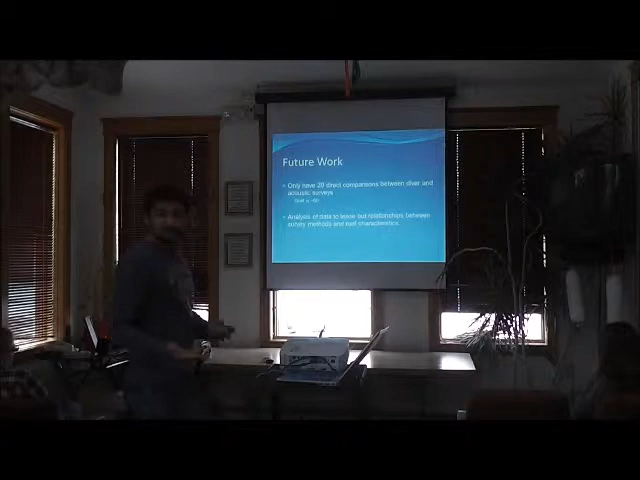 Future Work
Only have 20 direct comparisons between diver and
acoustic surveys
Analysis of data to tease out relationships between
survey methods and reef characteristics.